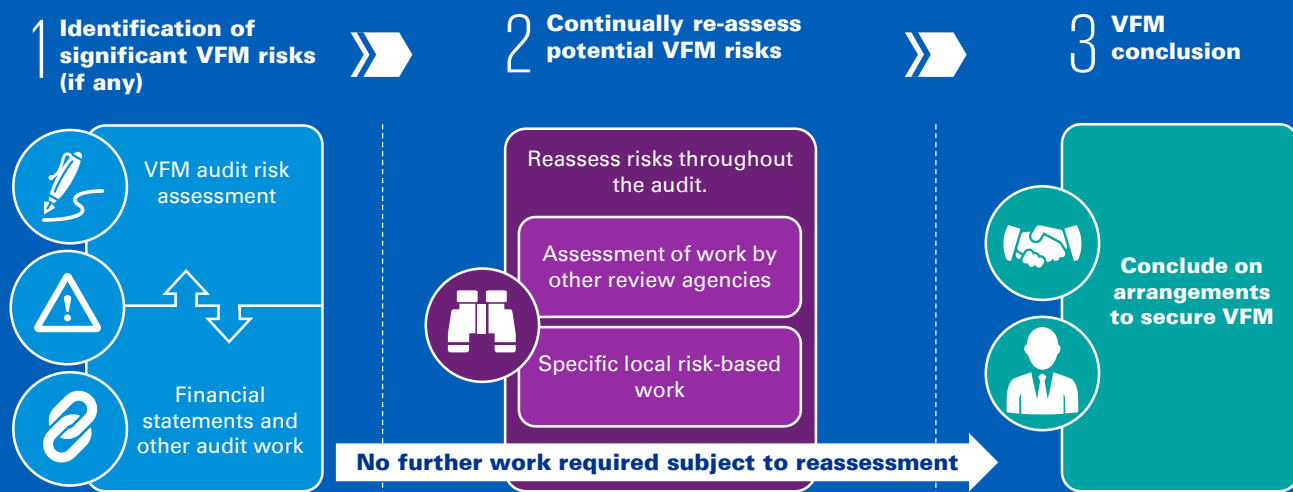 1
Identification of
significant VFM risks
(if any)
2
Continually re-assess
potential VFM risks
3
VFM
conclusion
VFM audit risk
assessment
Financial
statements and
other audit work
Reassess risks throughout
the audit.
Assessment of work by
other review agencies
Specific local risk-based
work
Conclude on
arrangements
to secure VFM
No further work required subject to reassessment